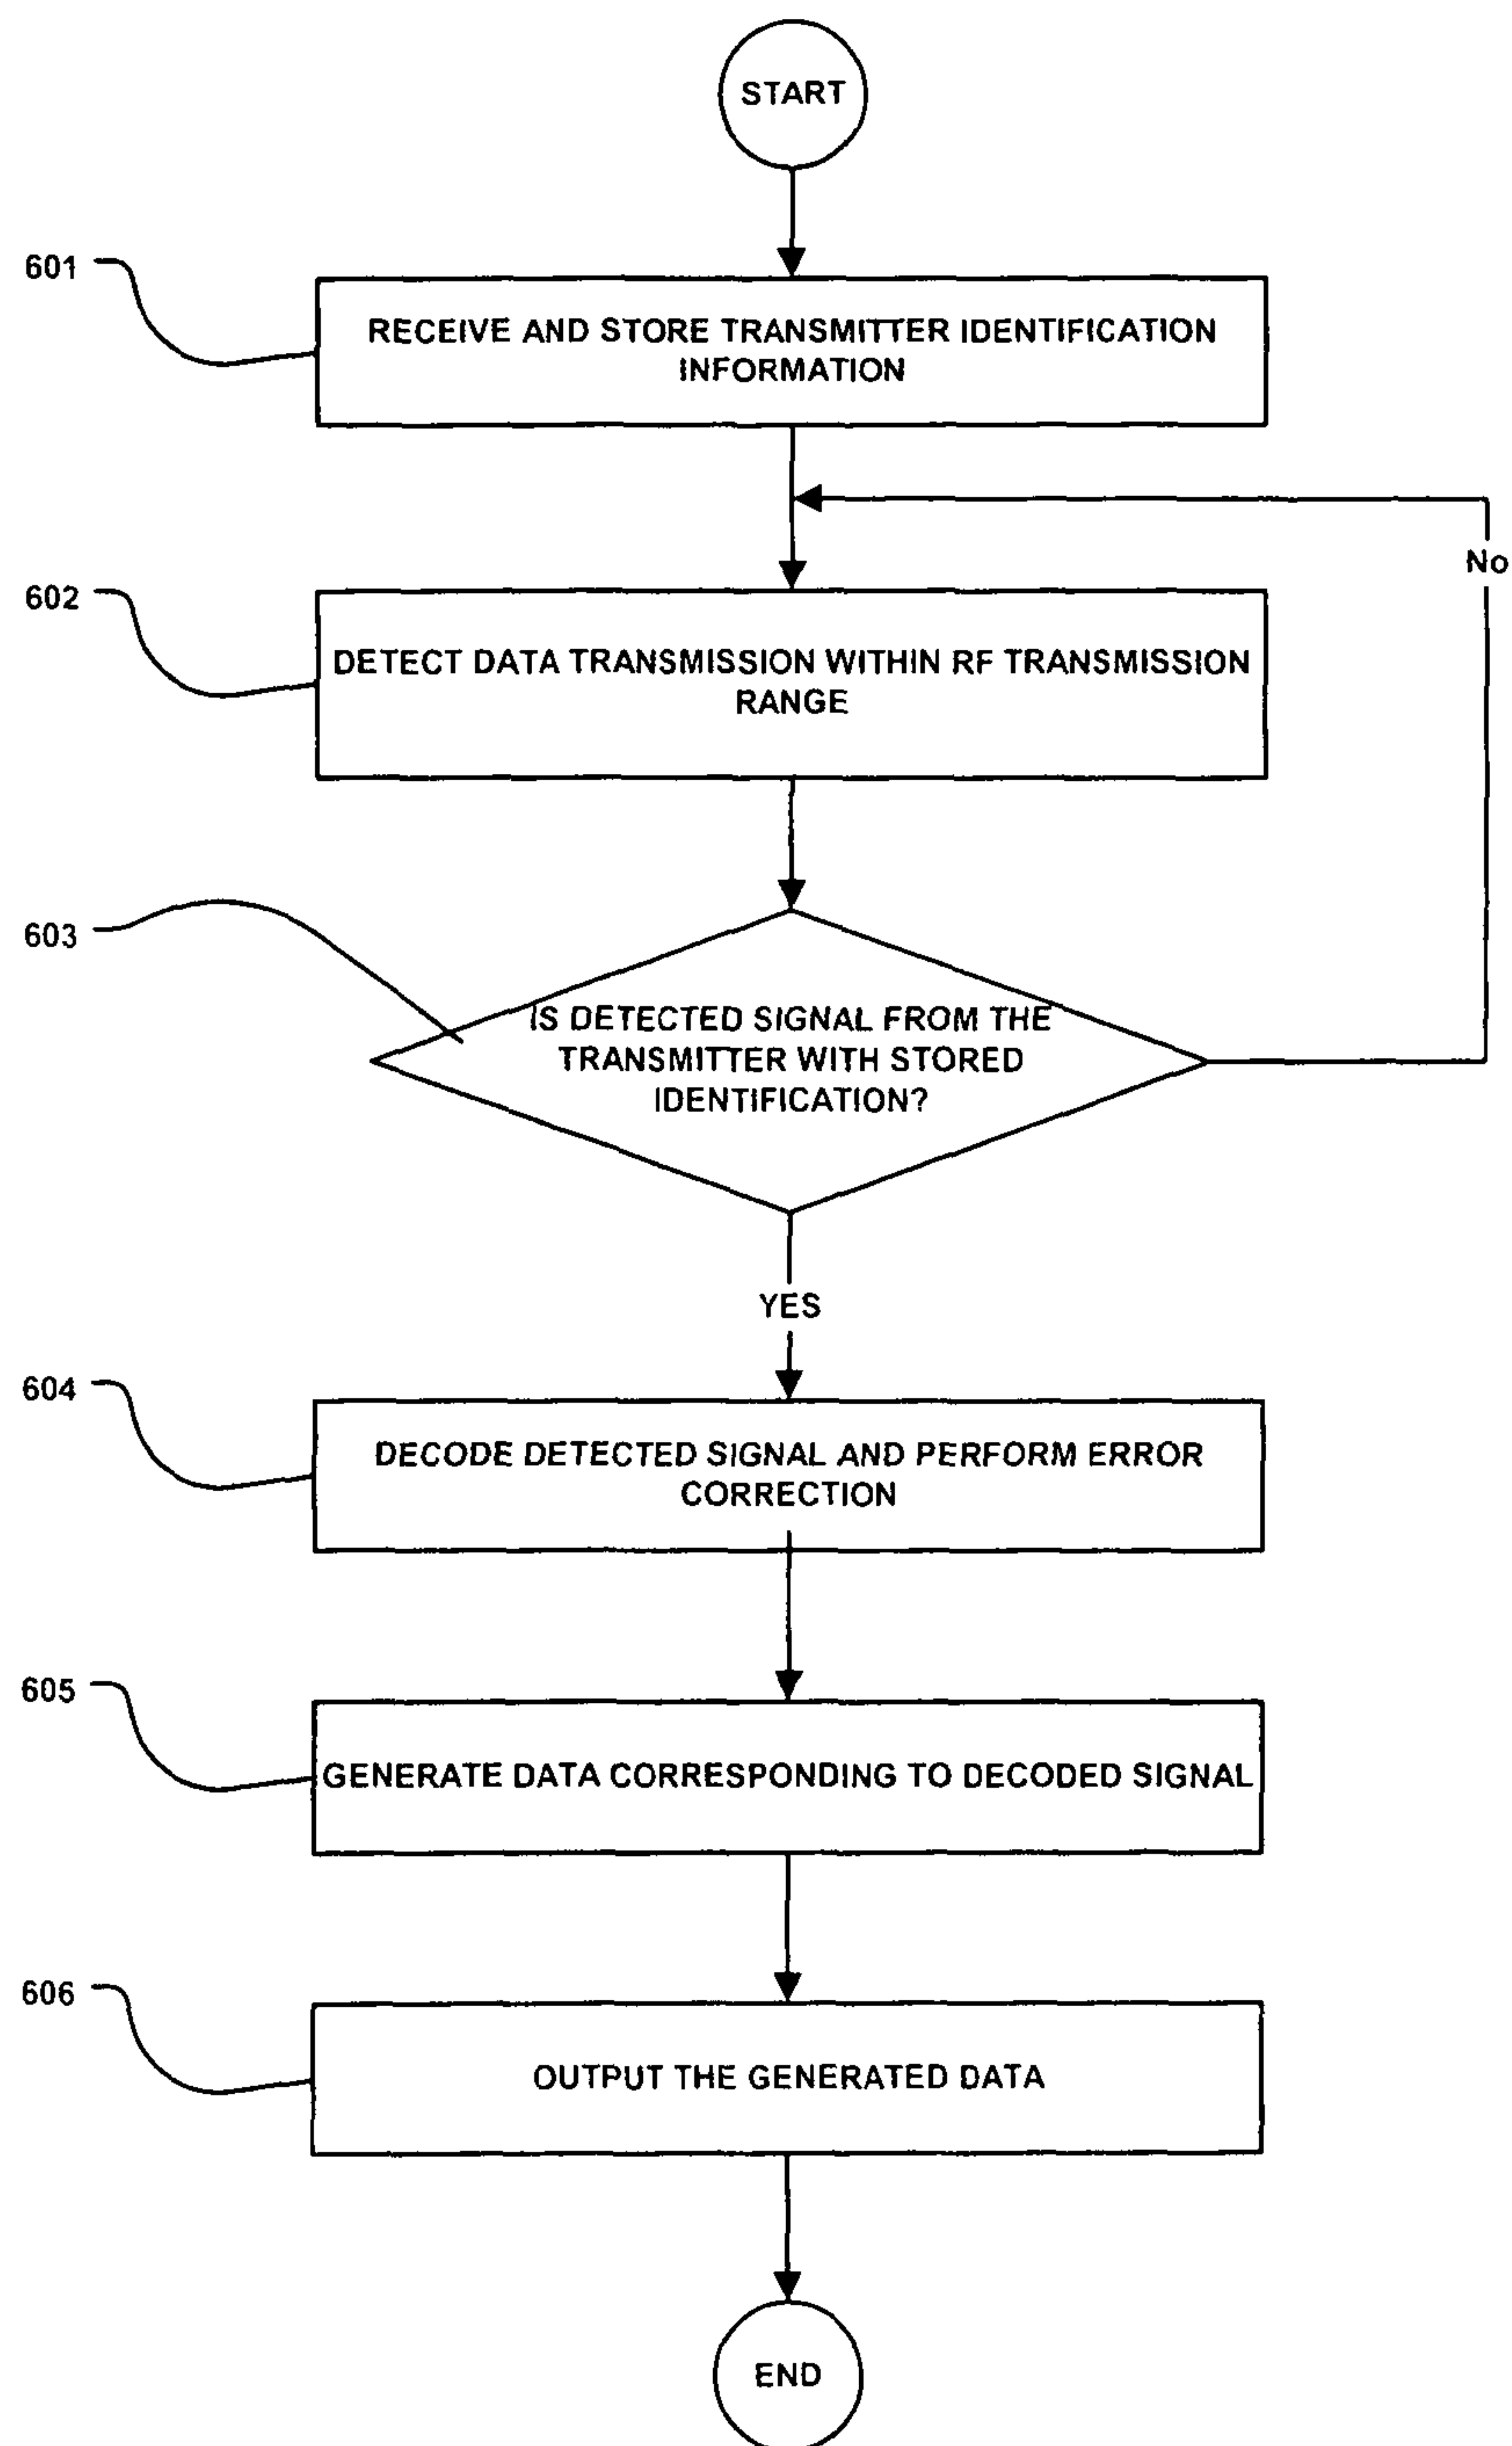 START
601
RECEIVE AND STORE TRANSMITTER IDENTIFICATION
INFORMATION
No
602
DETECT DATA TRANSMISSION WITHIN RF TRANSMISSION
RANGE
603
IS DETECTED SIGNAL FROM THE
TRANSMITTER WITH STORED
IDENTIFICATION?
YES
604
DECODE DETECTED SIGNAL AND PERFORM ERROR
CORRECTION
605
GENERATE DATA CORRESPONDING TO DECODED SIGNAL
606
OUTPUT THE GENERATED DATA
END